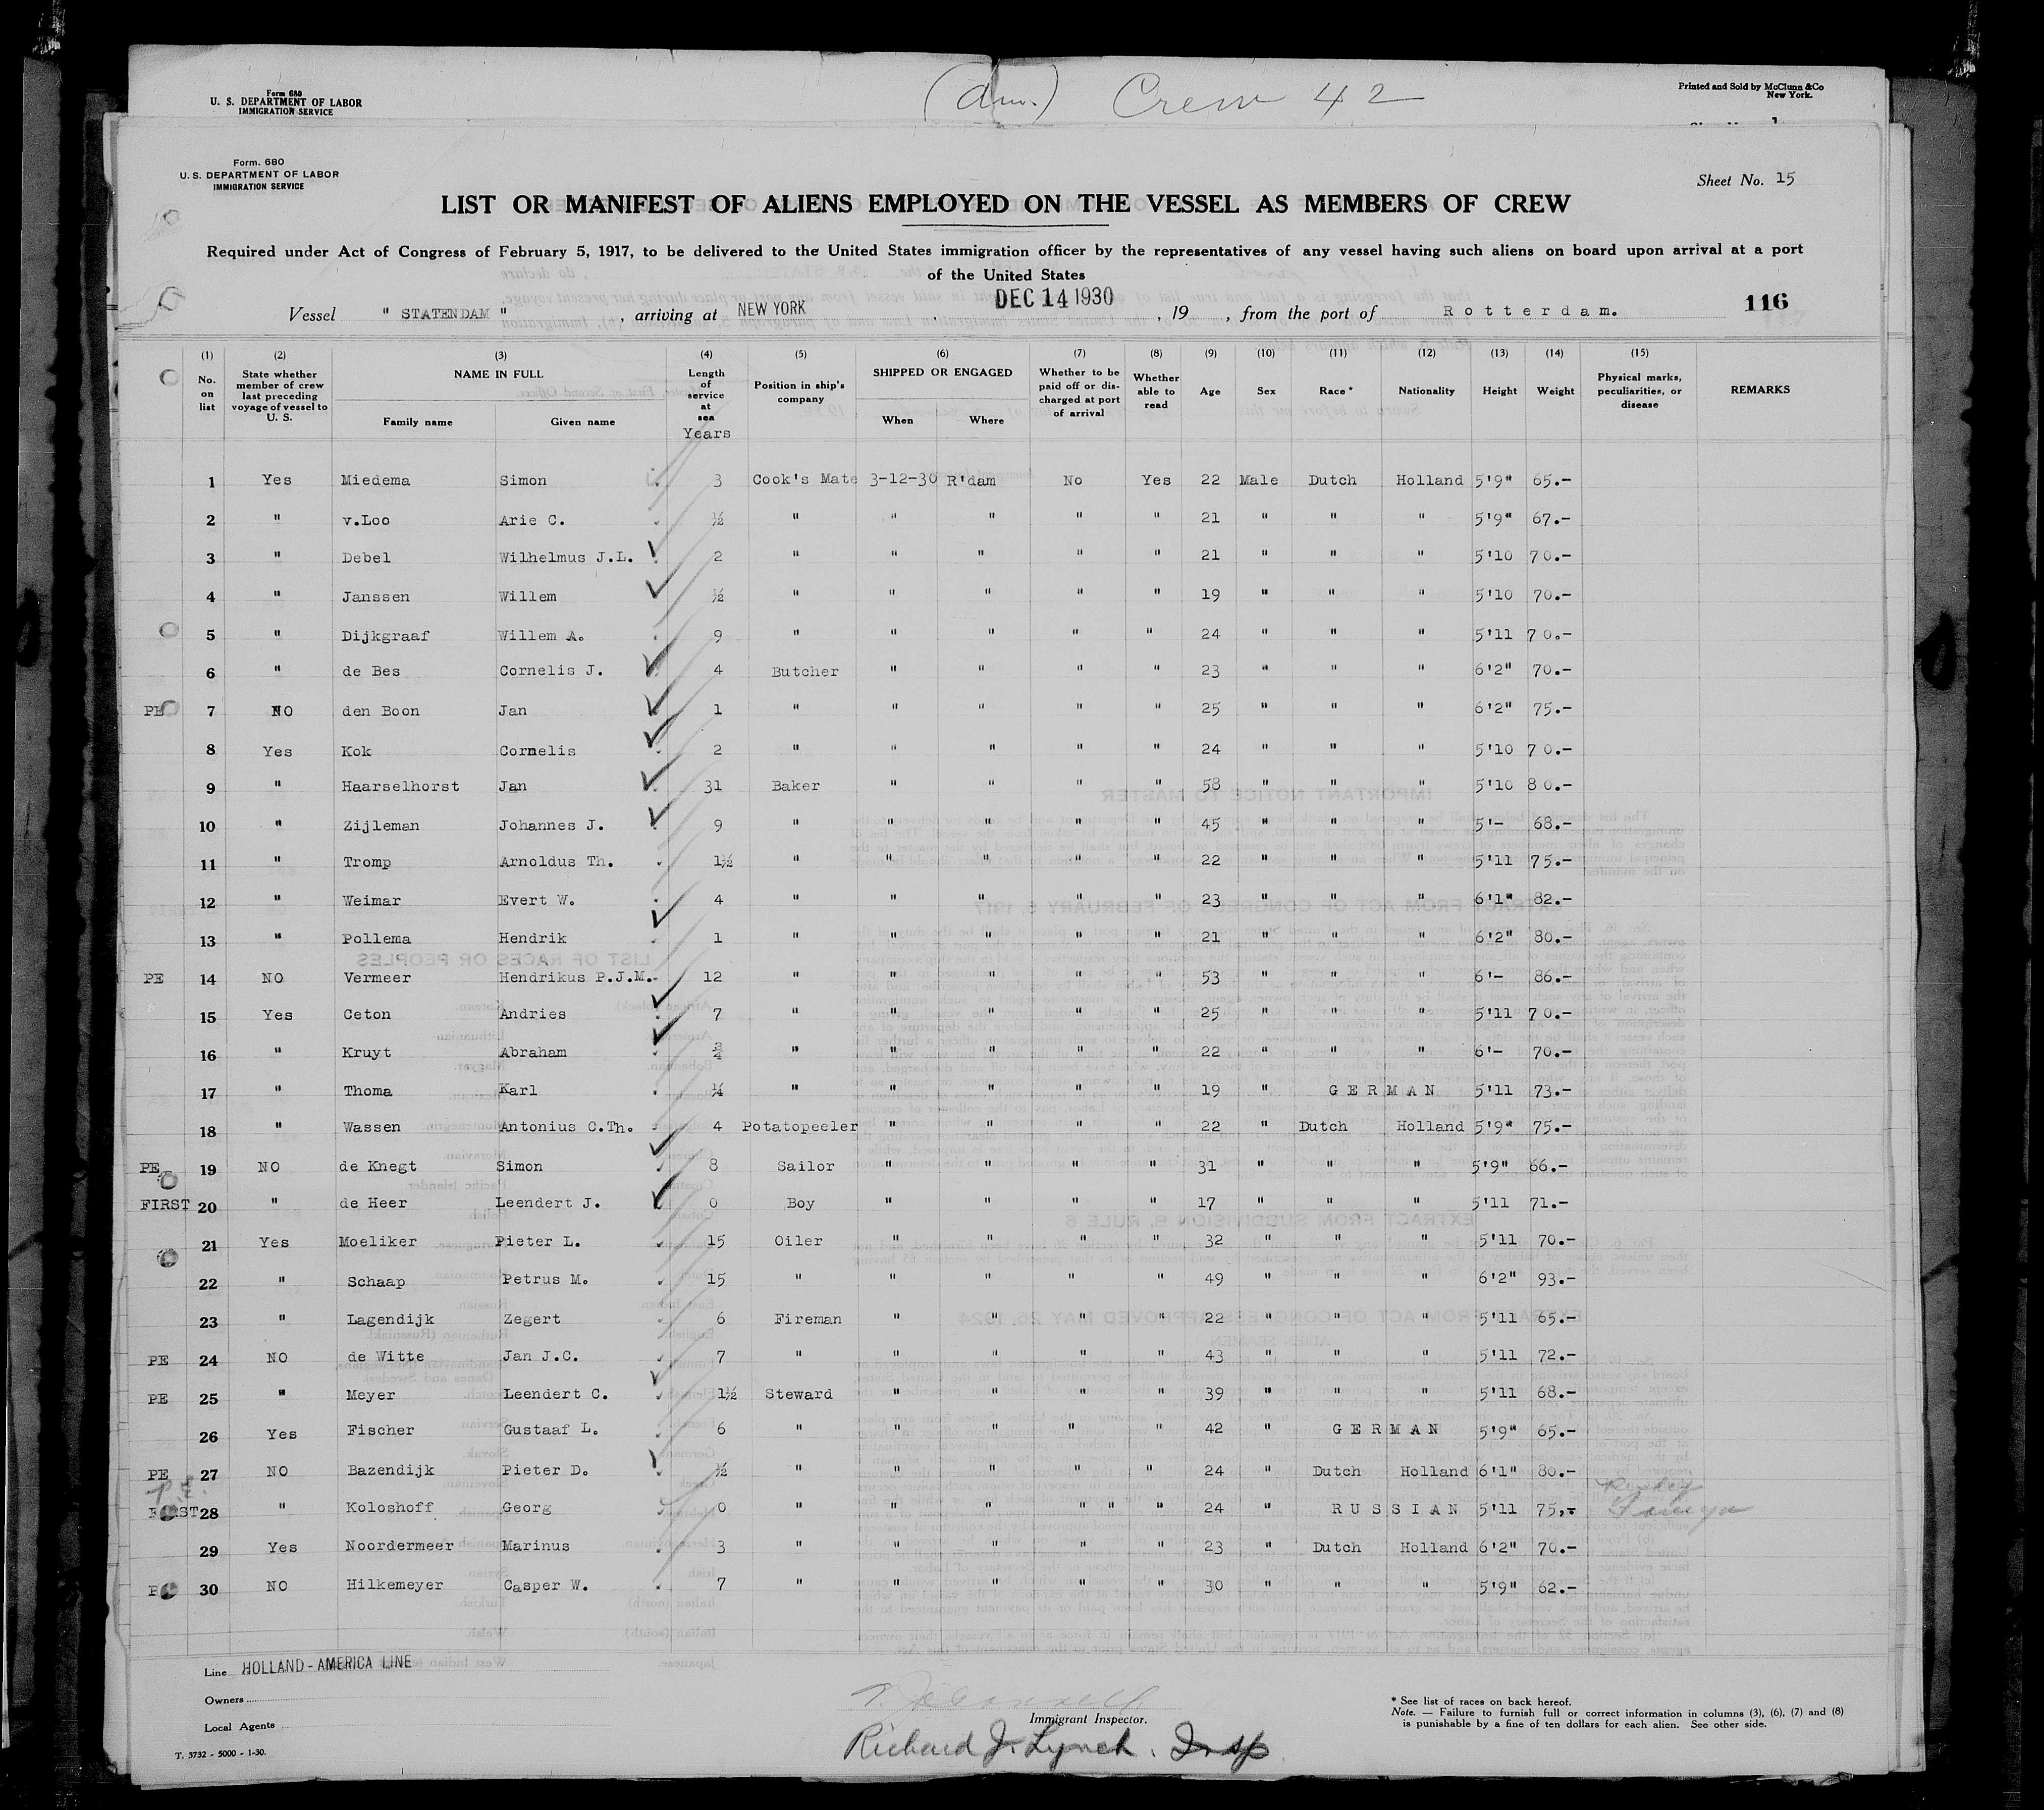 Form 680
U. S. DEPARTMENT OF LABOR
IMMIGRATION SERVICE
Crew 42
Printed and Sold by McClunn & Co
New York.
Form. 680
U. S. DEPARTMENT OF LABOR
IMMIGRATION SERVICE
Sheet No. 15
LIST OR MANIFEST OF ALIENS EMPLOYED ON THE VESSEL AS MEMBERS OF CREW
Required under Act of Congress of February 5, 1917, to be delivered to the United States immigration officer by the representatives of any vessel having such aliens on board upon arrival at a port
of the United States
Vessel " STATENDAM " , arriving at NEW YORK DEC 14 1930 , 19 , from the port of Rotterdam. 116
(1) No. on list (2) State whether member of crew last preceding voyage of vessel to U. S. (3) NAME IN FULL Family name Given name (4) Length of service at sea Years (5) Position in ship's company (6) SHIPPED OR ENGAGED When Where (7) Whether to be paid off or discharged at port of arrival (8) Whether able to read (9) Age (10) Sex (11) Race * (12) Nationality (13) Height (14) Weight (15) Physical marks, peculiarities, or disease REMARKS
1 Yes Miedema Simon 3 Cook's Mate 3-12-30 R'dam No Yes 22 Male Dutch Holland 5'9" 65.-
2 " v.Loo Arie C. ½ " " " " " 21 " " " 5'9" 67.-
3 " Debel Wilhelmus J.L. 2 " " " " " 21 " " " 5'10 70.-
4 " Janssen Willem ½ " " " " " 19 " " " 5'10 70.-
5 " Dijkgraaf Willem A. 9 " " " " " 24 " " " 5'11 70.-
6 " de Bes Cornelis J. 4 Butcher " " " " 23 " " " 6'2" 70.-
PE 7 NO den Boon Jan 1 " " " " " 25 " " " 6'2" 75.-
8 Yes Kok Cornelis 2 " " " " " 24 " " " 5'10 70.-
9 " Haarselhorst Jan 31 Baker " " " " 58 " " " 5'10 80.-
10 " Zijleman Johannes J. 9 " " " " " 45 " " " 5'- 68.-
11 " Tromp Arnoldus Th. 1½ " " " " " 22 " " " 5'11 75.-
12 " Weimar Evert W. 4 " " " " " 23 " " " 6'1" 82.-
13 " Pollema Hendrik 1 " " " " " 21 " " " 6'2" 80.-
PE 14 NO Vermeer Hendrikus P.J.M. 12 " " " " " 53 " " " 6'- 86.-
15 Yes Ceton Andries 7 " " " " " 25 " " " 5'11 70.-
16 " Kruyt Abraham ¾ " " " " " 22 " " " 6'- 70.-
17 " Thoma Karl ¼ " " " " " 19 " GERMAN 5'11 73.-
18 " Wassen Antonius C.Th. 4 Potatopeeler " " " " 22 " Dutch Holland 5'9" 75.-
PE 19 NO de Knegt Simon 8 Sailor " " " " 31 " " " 5'9" 66.-
FIRST 20 " de Heer Leendert J. 0 Boy " " " " 17 " " " 5'11 71.-
21 Yes Moeliker Pieter L. 15 Oiler " " " " 32 " " " 5'11 70.-
22 " Schaap Petrus M. 15 " " " " " 49 " " " 6'2" 93.-
23 " Lagendijk Zegert 6 Fireman " " " " 22 " " " 5'11 65.-
PE 24 NO de Witte Jan J.C. 7 " " " " " 43 " " " 5'11 72.-
PE 25 " Meyer Leendert C. 1½ Steward " " " " 39 " " " 5'11 68.-
26 Yes Fischer Gustaaf L. 6 " " " " " 42 " GERMAN 5'9" 65.-
PE 27 NO Bazendijk Pieter D. ½ " " " " " 24 " Dutch Holland 6'1" 80.-
FIRST 28 " Koloshoff Georg 0 " " " " " " 24 " RUSSIAN 5'11 75.-
29 Yes Noordermeer Marinus 3 " " " " " 23 " Dutch Holland 6'2" 70.-
PE 30 NO Hilkemeyer Casper W. 7 " " " " " 30 " " " 5'9" 62.-
Line HOLLAND-AMERICA LINE
Owners
Local Agents
T. 3732 - 5000 - 1-30.
Immigrant Inspector.
Richard J. Lynch. Insp
* See list of races on back hereof.
Note. — Failure to furnish full or correct information in columns (3), (6), (7) and (8)
is punishable by a fine of ten dollars for each alien. See other side.